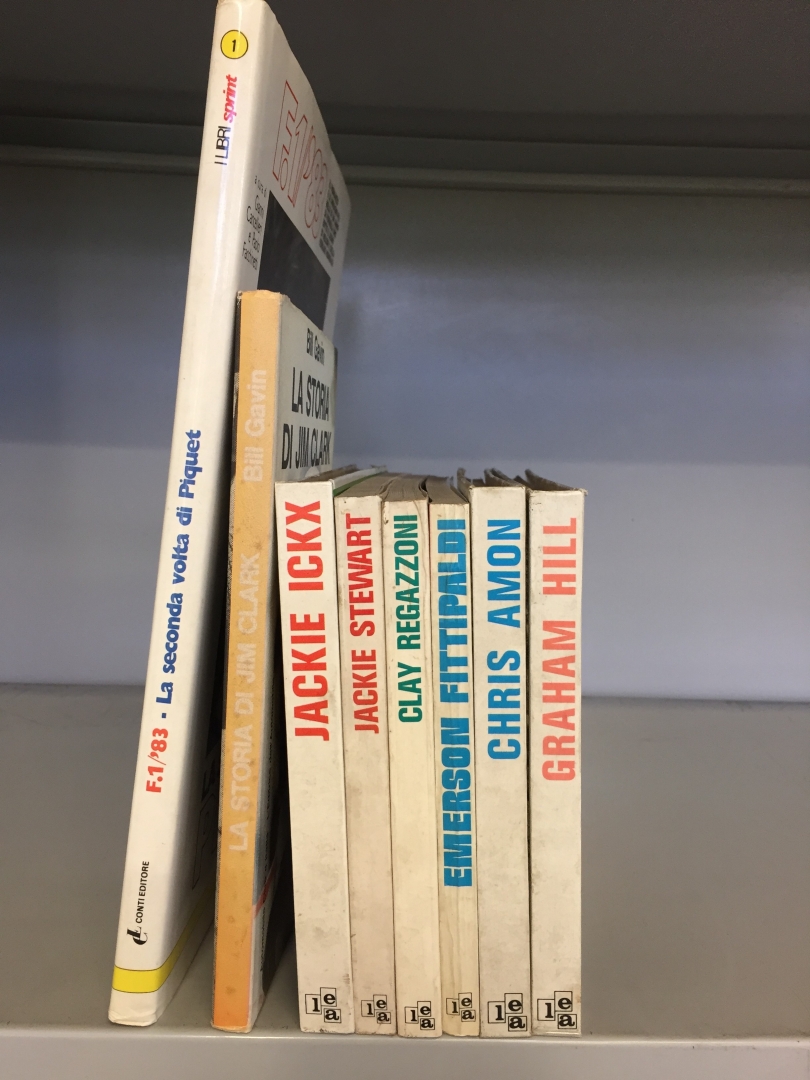 1
I LIBRI sprint
F.1/'83 - La seconda volta di Piquet
CONTI EDITORE
F.1'83
Bill Gavin
LA STORIA DI JIM CLARK
Bill Gavin
LA STORIA
DI JIM CLARK
JACKIE ICKX
lea
JACKIE STEWART
lea
CLAY REGAZZONI
lea
EMERSON FITTIPALDI
lea
CHRIS AMON
lea
GRAHAM HILL
lea